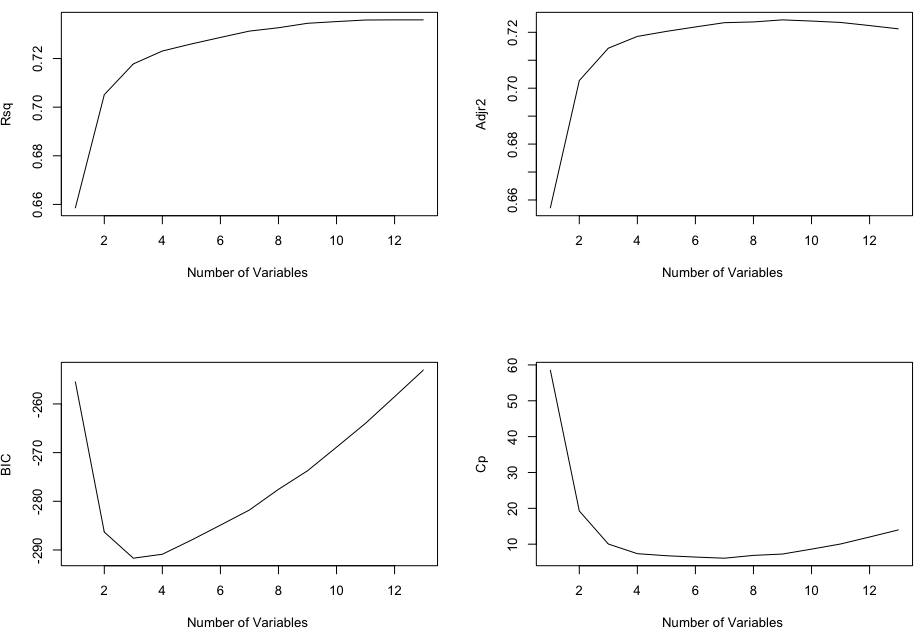 Rsq
0.66 0.68 0.70 0.72
2 4 6 8 10 12
Number of Variables
Adjr2
0.66 0.68 0.70 0.72
2 4 6 8 10 12
Number of Variables
BIC
-290 -280 -270 -260
2 4 6 8 10 12
Number of Variables
Cp
10 20 30 40 50 60
2 4 6 8 10 12
Number of Variables